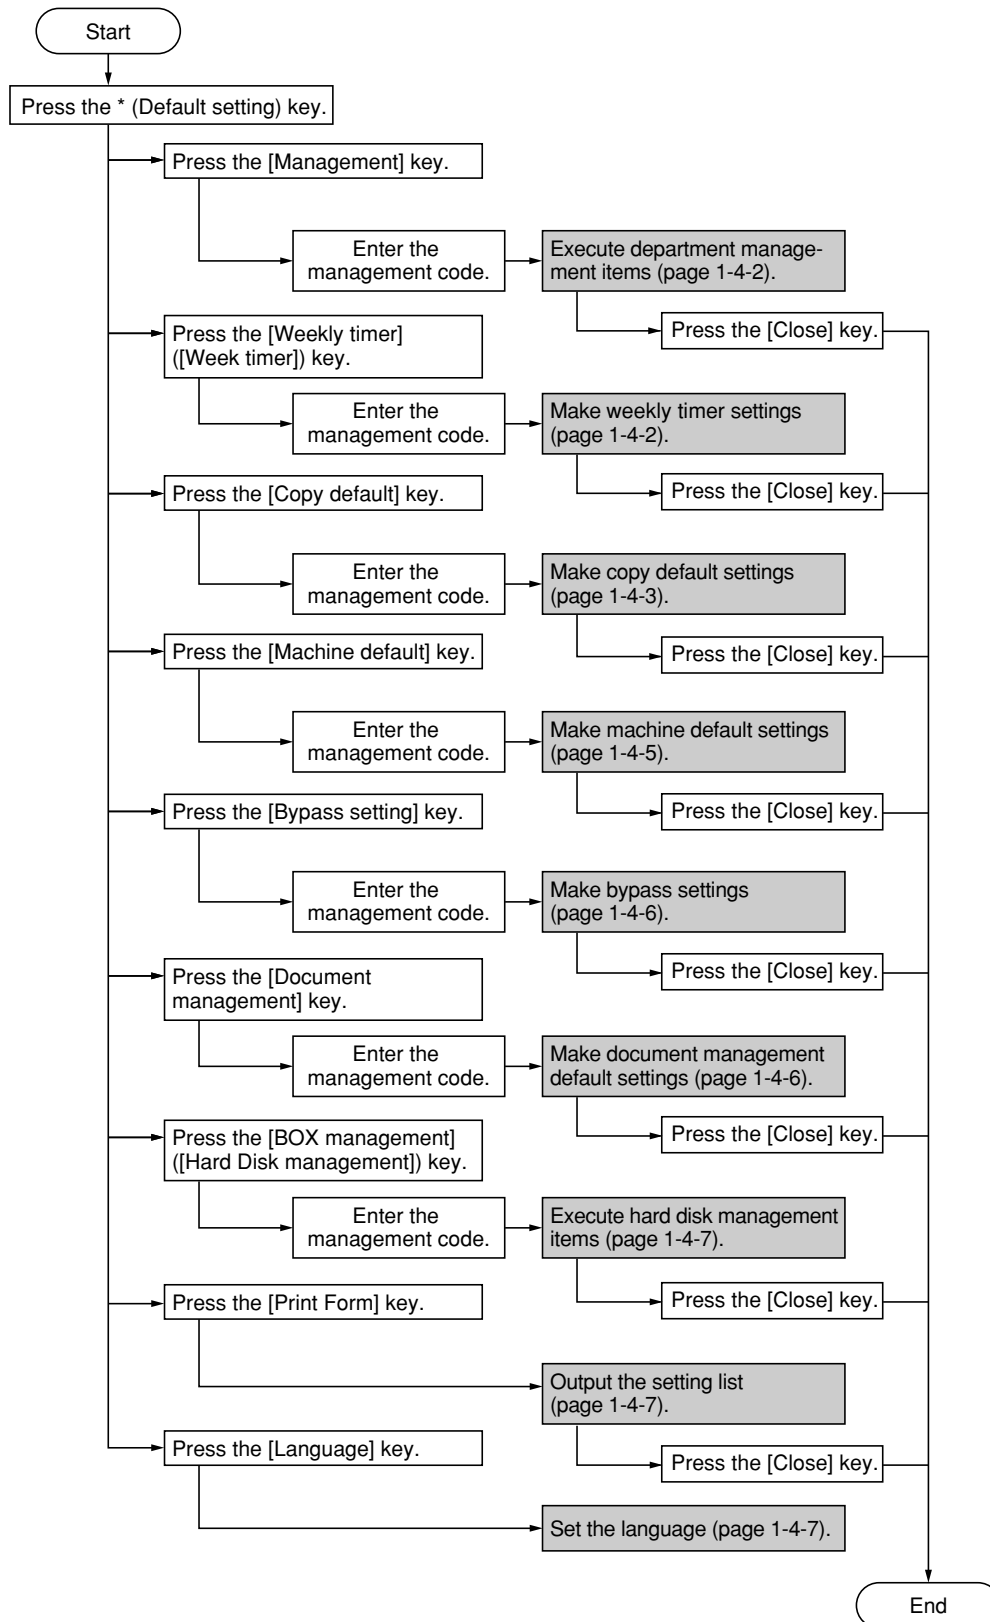 Start
Press the * (Default setting) key.
Press the [Management] key.
Enter the
management code.
Execute department manage-
ment items (page 1-4-2).
Press the [Close] key.
Press the [Weekly timer]
([Week timer]) key.
Enter the
management code.
Make weekly timer settings
(page 1-4-2).
Press the [Close] key.
Press the [Copy default] key.
Enter the
management code.
Make copy default settings
(page 1-4-3).
Press the [Close] key.
Press the [Machine default] key.
Enter the
management code.
Make machine default settings
(page 1-4-5).
Press the [Close] key.
Press the [Bypass setting] key.
Enter the
management code.
Make bypass settings
(page 1-4-6).
Press the [Close] key.
Press the [Document
management] key.
Enter the
management code.
Make document management
default settings (page 1-4-6).
Press the [Close] key.
Press the [BOX management]
([Hard Disk management]) key.
Enter the
management code.
Execute hard disk management
items (page 1-4-7).
Press the [Close] key.
Press the [Print Form] key.
Output the setting list
(page 1-4-7).
Press the [Close] key.
Press the [Language] key.
Set the language (page 1-4-7).
End